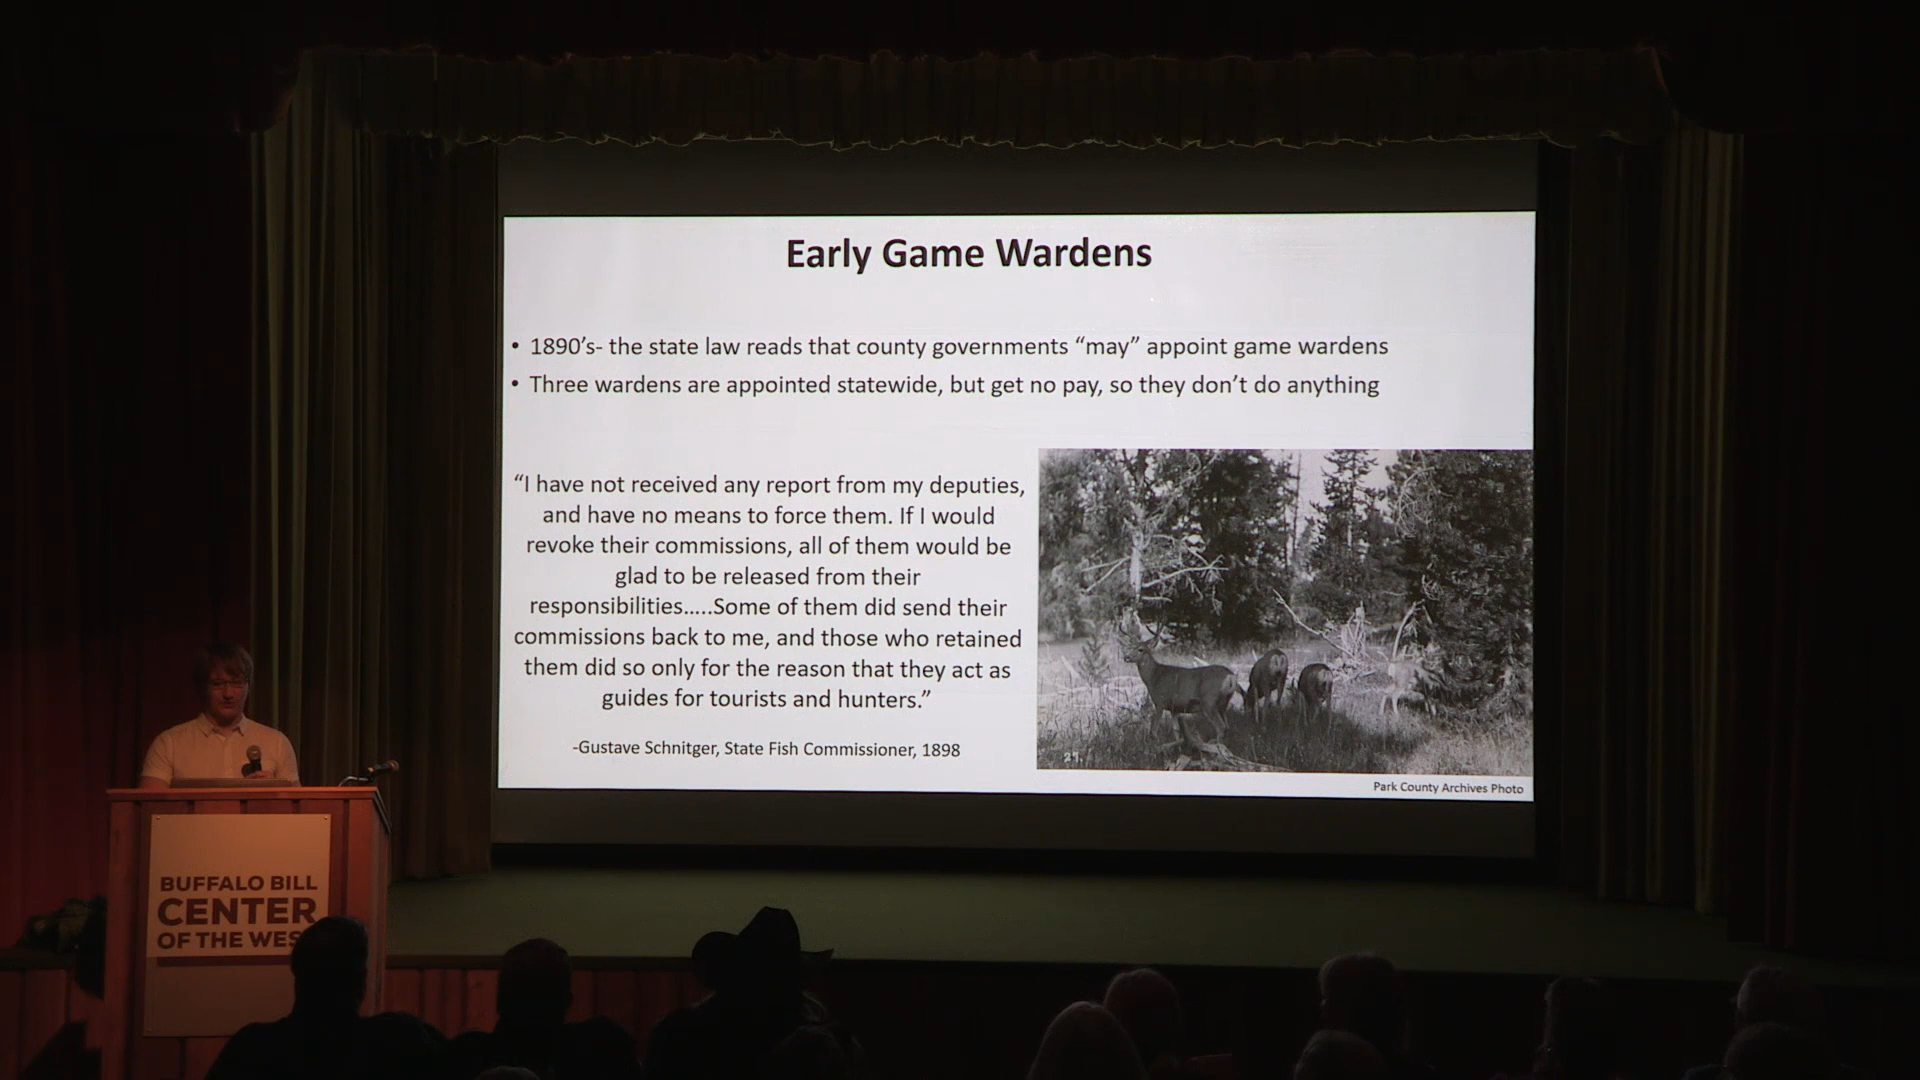 Early Game Wardens
• 1890’s- the state law reads that county governments “may” appoint game wardens
• Three wardens are appointed statewide, but get no pay, so they don’t do anything
“I have not received any report from my deputies,
and have no means to force them. If I would
revoke their commissions, all of them would be
glad to be released from their
responsibilities.....Some of them did send their
commissions back to me, and those who retained
them did so only for the reason that they act as
guides for tourists and hunters.”
-Gustave Schnitger, State Fish Commissioner, 1898
21.
Park County Archives Photo
BUFFALO BILL
CENTER
OF THE WES